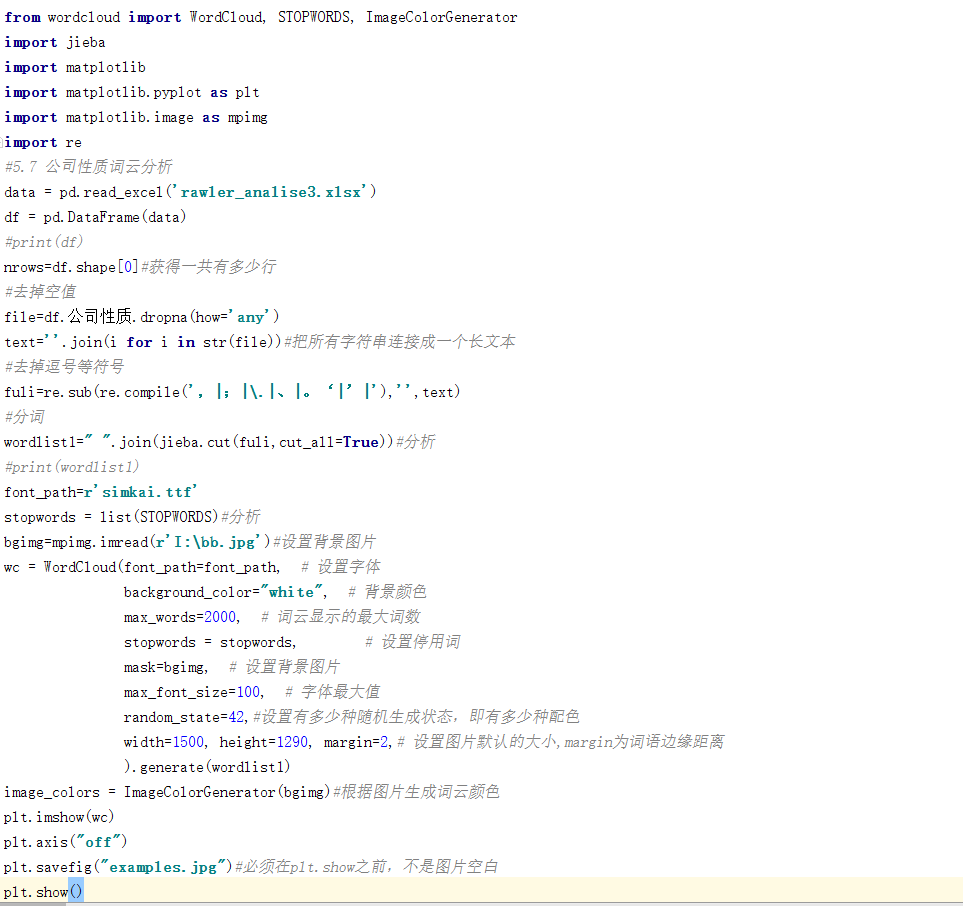 from wordcloud import WordCloud, STOPWORDS, ImageColorGenerator
import jieba
import matplotlib
import matplotlib.pyplot as plt
import matplotlib.image as mpimg
import re
#5.7 公司性质词云分析
data = pd.read_excel('rawler_analise3.xlsx')
df = pd.DataFrame(data)
#print(df)
nrows=df.shape[0]#获得一共有多少行
#去掉空值
file=df.公司性质.dropna(how='any')
text=''.join(i for i in str(file))#把所有字符串连接成一个长文本
#去掉逗号等符号
fuli=re.sub(re.compile('，|；|\.|、|。‘|’|'),'',text)
#分词
wordlist1=" ".join(jieba.cut(fuli,cut_all=True))#分析
#print(wordlist1)
font_path=r'simkai.ttf'
stopwords = list(STOPWORDS)#分析
bgimg=mpimg.imread(r'I:\bb.jpg')#设置背景图片
wc = WordCloud(font_path=font_path,  # 设置字体
               background_color="white",  # 背景颜色
               max_words=2000,  # 词云显示的最大词数
               stopwords = stopwords,        # 设置停用词
               mask=bgimg,  # 设置背景图片
               max_font_size=100,  # 字体最大值
               random_state=42,#设置有多少种随机生成状态，即有多少种配色
               width=1500, height=1290, margin=2,# 设置图片默认的大小,margin为词语边缘距离
               ).generate(wordlist1)
image_colors = ImageColorGenerator(bgimg)#根据图片生成词云颜色
plt.imshow(wc)
plt.axis("off")
plt.savefig("examples.jpg")#必须在plt.show之前，不是图片空白
plt.show()